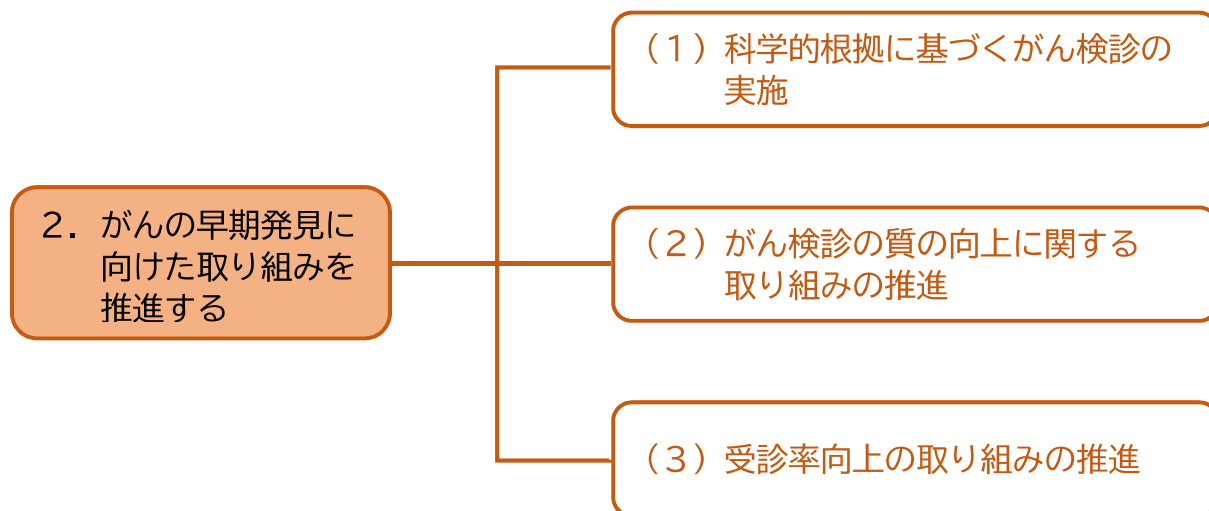 2．がんの早期発見に
向けた取り組みを
推進する
（1）科学的根拠に基づくがん検診の
実施
（2）がん検診の質の向上に関する
取り組みの推進
（3）受診率向上の取り組みの推進